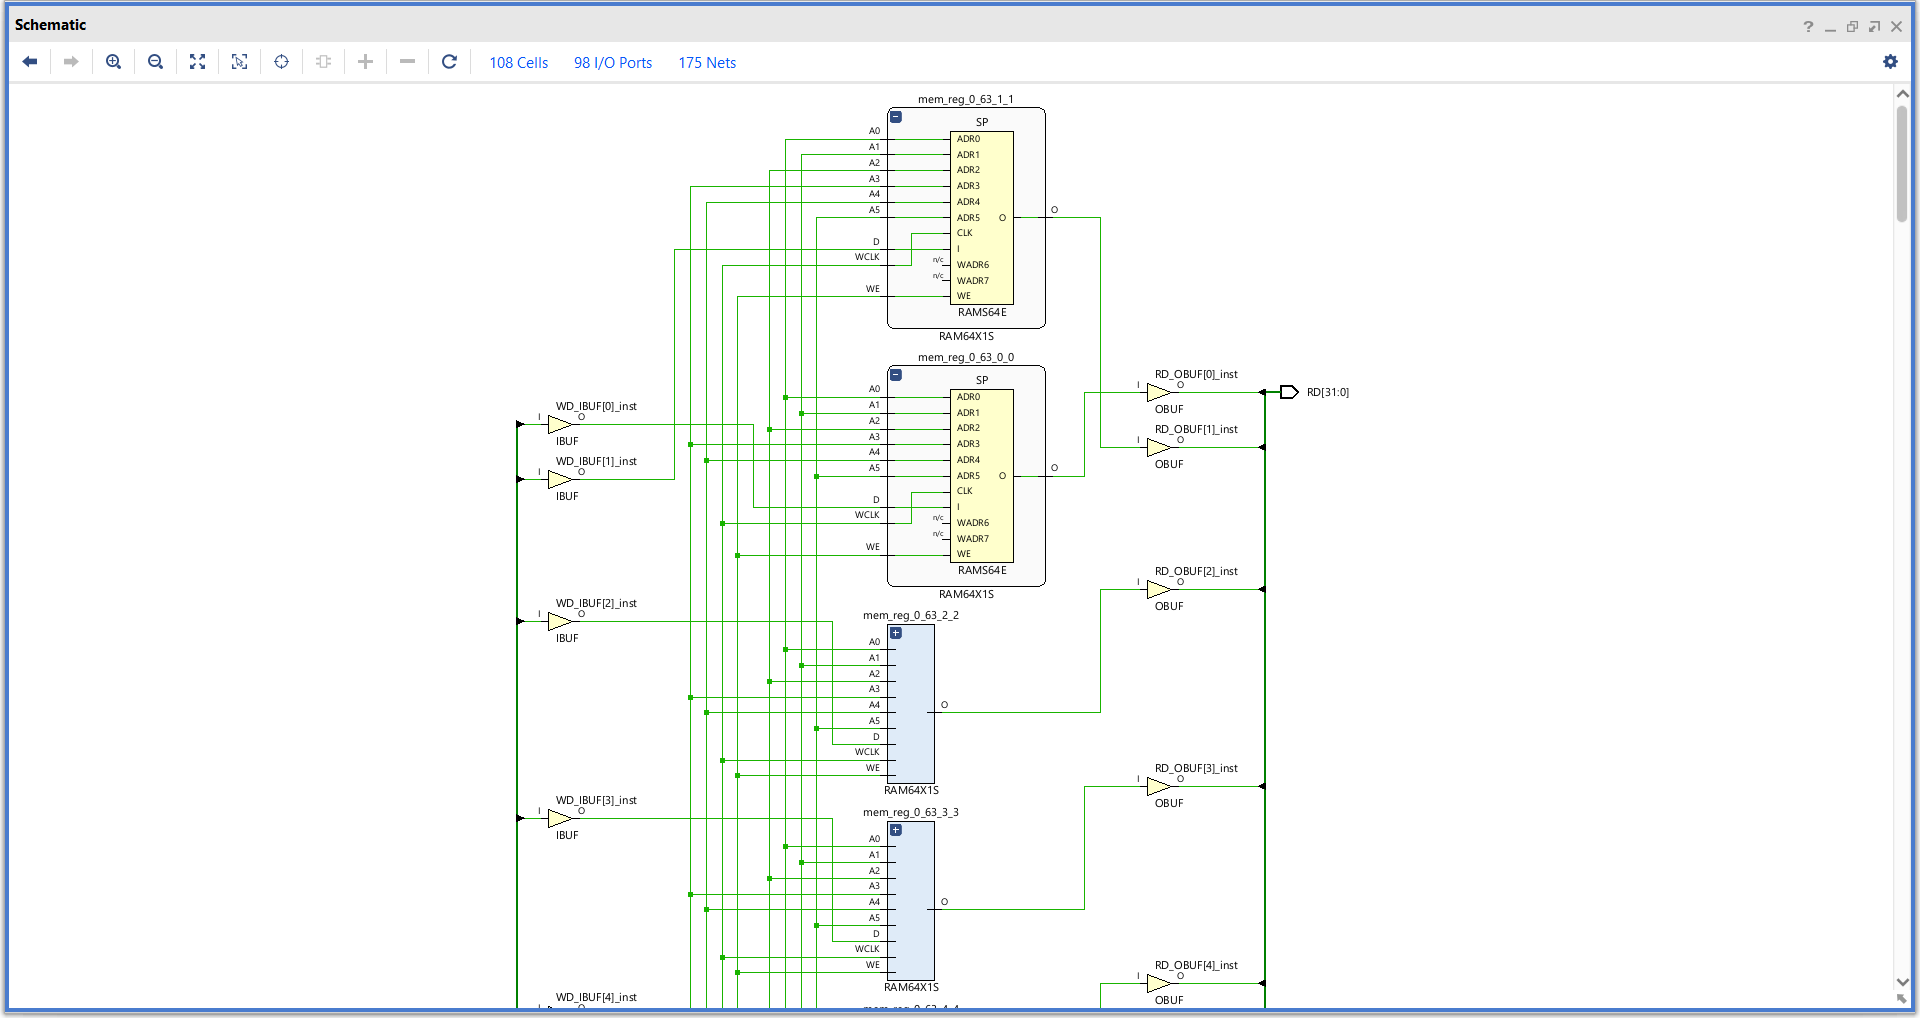 Schematic
?
108 Cells 98 I/O Ports 175 Nets
mem_reg_0_63_1_1
SP
A0 ADR0
A1 ADR1
A2 ADR2
A3 ADR3
A4 ADR4
A5 ADR5 O O
CLK
D I
WCLK n/c WADR6
n/c WADR7
WE WE
RAMS64E
RAM64X1S
mem_reg_0_63_0_0
SP
A0 ADR0
A1 ADR1
A2 ADR2
A3 ADR3
A4 ADR4
A5 ADR5 O O
CLK
D I
WCLK n/c WADR6
n/c WADR7
WE WE
RAMS64E
RAM64X1S
RD_OBUF[0]_inst
I O RD[31:0]
OBUF
RD_OBUF[1]_inst
I O
OBUF
WD_IBUF[0]_inst
I O
IBUF
WD_IBUF[1]_inst
I O
IBUF
RD_OBUF[2]_inst
I O
OBUF
WD_IBUF[2]_inst
I O
IBUF
mem_reg_0_63_2_2
A0
A1
A2
A3
A4 O
A5
D
WCLK
WE
RAM64X1S
RD_OBUF[3]_inst
I O
OBUF
WD_IBUF[3]_inst
I O
IBUF
mem_reg_0_63_3_3
A0
A1
A2
A3
A4 O
A5
D
WCLK
WE
RAM64X1S
RD_OBUF[4]_inst
I O
OBUF
WD_IBUF[4]_inst
I O